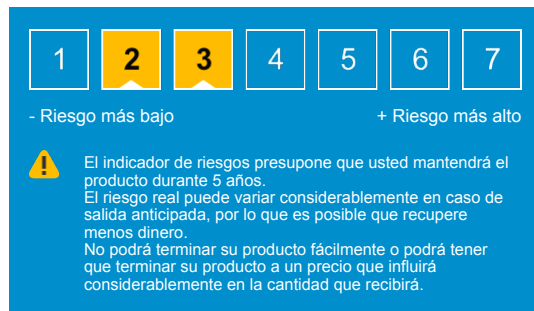 1 2 3 4 5 6 7
- Riesgo más bajo + Riesgo más alto
El indicador de riesgos presupone que usted mantendrá el
producto durante 5 años.
El riesgo real puede variar considerablemente en caso de
salida anticipada, por lo que es posible que recupere
menos dinero.
No podrá terminar su producto fácilmente o podrá tener
que terminar su producto a un precio que influirá
considerablemente en la cantidad que recibirá.